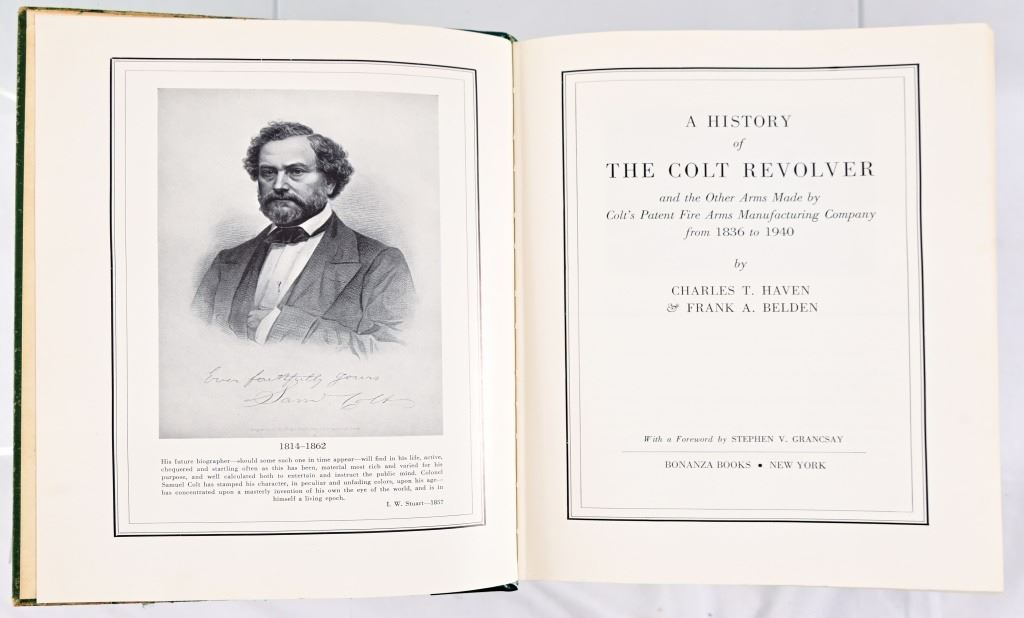 Ever faithfully yours
Saml Colt
1814–1862
His future biographer—should some such one in time appear—will find in his life, active,
chequered and startling often as this has been, material most rich and varied for his
purpose, and well calculated both to entertain and instruct the public mind. Colonel
Samuel Colt has stamped his character, in peculiar and unfading colors, upon his age—
has concentrated upon a masterly invention of his own the eye of the world, and is in
himself a living epoch.
I. W. Stuart—1857
A HISTORY
of
THE COLT REVOLVER
and the Other Arms Made by
Colt's Patent Fire Arms Manufacturing Company
from 1836 to 1940
by
CHARLES T. HAVEN
& FRANK A. BELDEN
With a Foreword by STEPHEN V. GRANCSAY
BONANZA BOOKS • NEW YORK